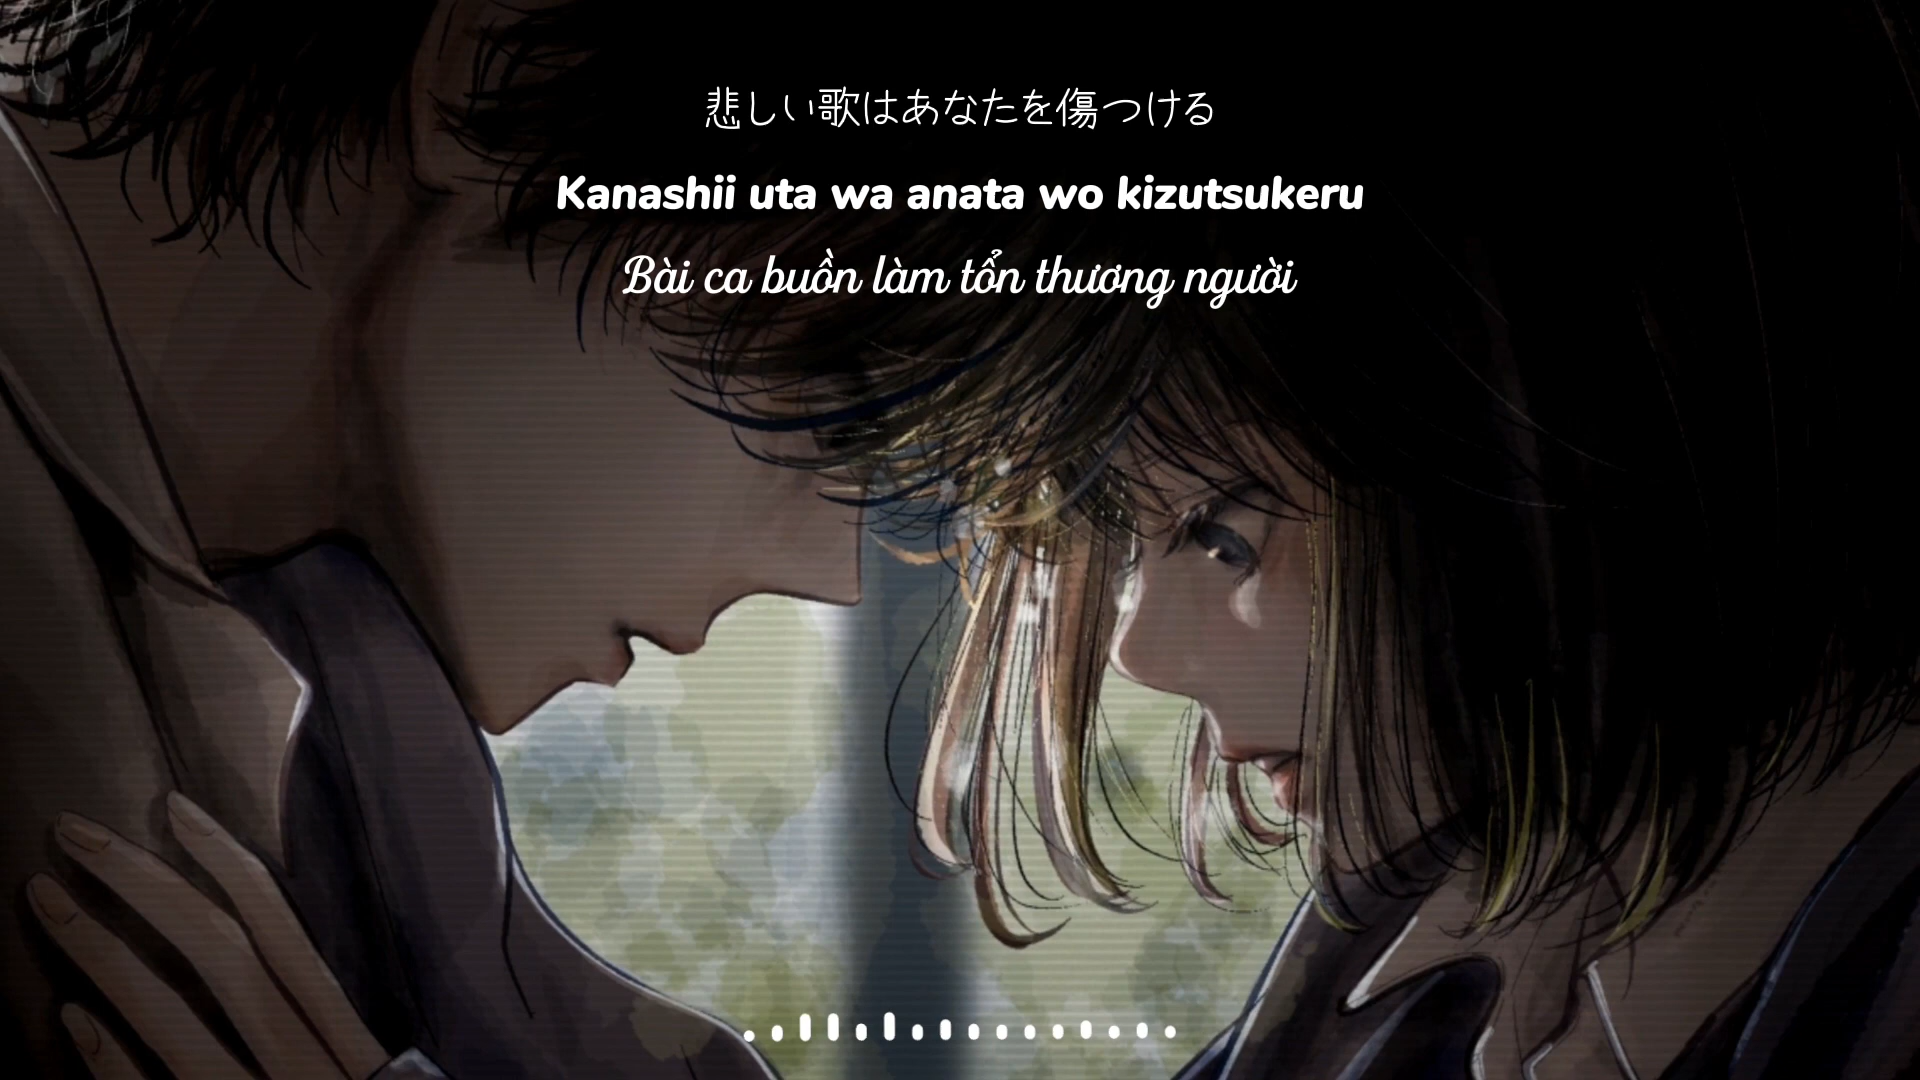 悲しい歌はあなたを傷つける
Kanashii uta wa anata wo kizutsukeru
Bài ca buồn làm tổn thương người